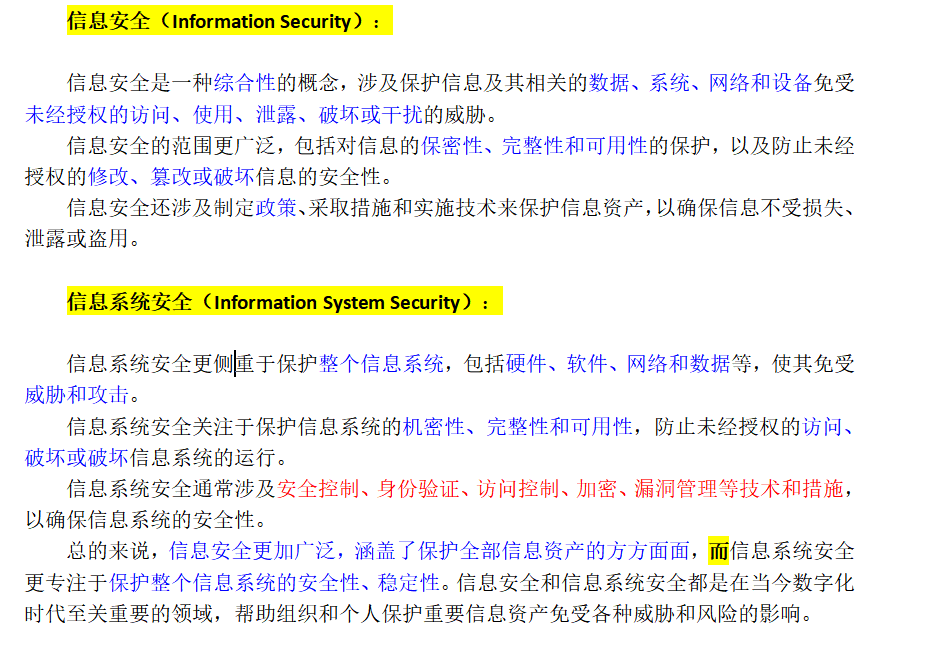 信息安全（Information Security）：
信息安全是一种综合性的概念，涉及保护信息及其相关的数据、系统、网络和设备免受
未经授权的访问、使用、泄露、破坏或干扰的威胁。
信息安全的范围更广泛，包括对信息的保密性、完整性和可用性的保护，以及防止未经
授权的修改、篡改或破坏信息的安全性。
信息安全还涉及制定政策、采取措施和实施技术来保护信息资产，以确保信息不受损失、
泄露或盗用。
信息系统安全（Information System Security）：
信息系统安全更侧重于保护整个信息系统，包括硬件、软件、网络和数据等，使其免受
威胁和攻击。
信息系统安全关注于保护信息系统的机密性、完整性和可用性，防止未经授权的访问、
破坏或破坏信息系统的运行。
信息系统安全通常涉及安全控制、身份验证、访问控制、加密、漏洞管理等技术和措施，
以确保信息系统的安全性。
总的来说，信息安全更加广泛，涵盖了保护全部信息资产的方方面面，而信息系统安全
更专注于保护整个信息系统的安全性、稳定性。信息安全和信息系统安全都是在当今数字化
时代至关重要的领域，帮助组织和个人保护重要信息资产免受各种威胁和风险的影响。